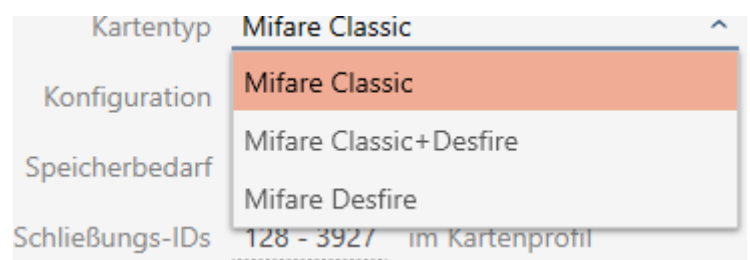 Kartentyp Mifare Classic
Mifare Classic
Konfiguration
Mifare Classic+Desfire
Speicherbedarf
Mifare Desfire
Schließungs-IDs 128 - 3927 im Kartenprofil